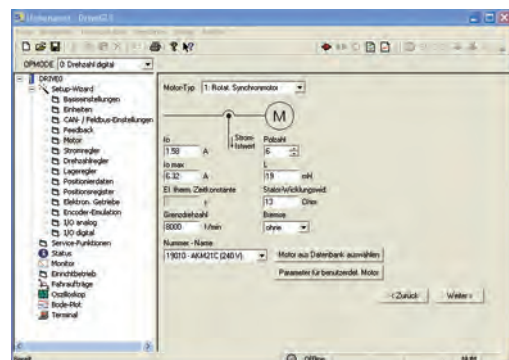 OPMODE 0: Drehzahl digital
DRIVE0
Setup-Wizard
Basiseinstellungen
Einheiten
CAN- / Feldbus-Einstellungen
Feedback
Motor
Stromregler
Drehzahlregler
Lageregler
Positionierdaten
Positionsregister
Elektron. Getriebe
Encoder-Emulation
I/O analog
I/O digital
Service-Funktionen
Status
Monitor
Einrichtbetrieb
Fahraufträge
Oszilloskop
Bode-Plot
Terminal
Motor-Typ 1: Rotat. Synchronmotor
M
Strom-
Istwert
Io
1.58 A
Polzahl
6
Io max
6.32 A
L
19 mH
El. therm. Zeitkonstante
s
Stator-Wicklungswid.
13 Ohm
Grenzdrehzahl
8000 1/min
Bremse
ohne
Nummer - Name
19010 - AKM21C (240 V)
Motor aus Datenbank auswählen
Parameter für benutzerdef. Motor
< Zurück
Weiter >
Offline